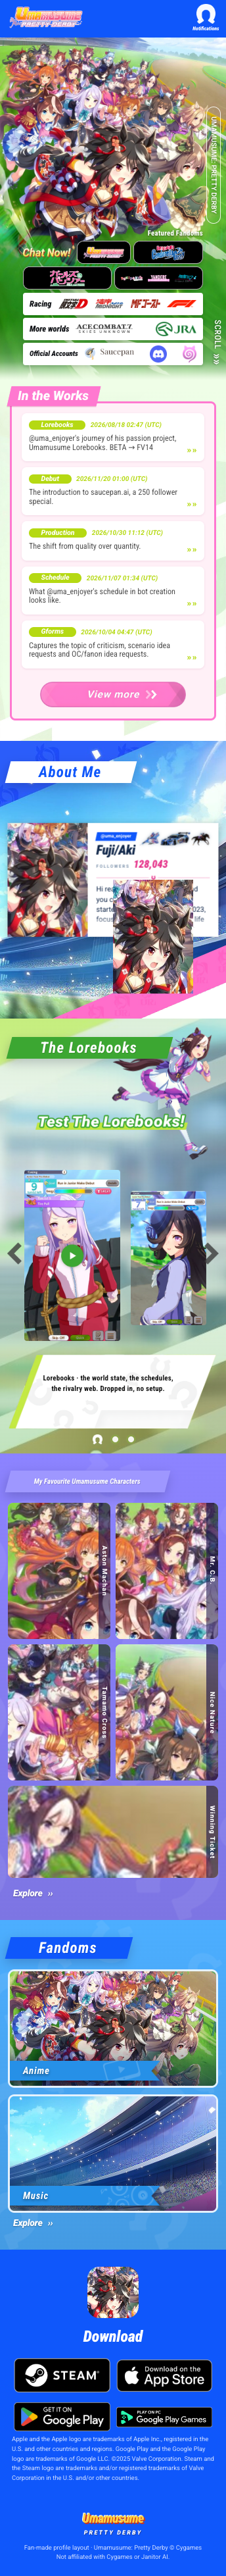 Umamusume
PRETTY DERBY
Notifications
UMAMUSUME: PRETTY DERBY
Featured Fandoms
Chat Now!
Racing
More worlds
ACE COMBAT 7
SKIES UNKNOWN
JRA
Official Accounts
Saucepan
SCROLL
In the Works
Lorebooks
2026/08/18 02:47 (UTC)
@uma_enjoyer's journey of his passion project,
Umamusume Lorebooks. BETA → FV14
Debut
2026/11/20 01:00 (UTC)
The introduction to saucepan.ai, a 250 follower
special.
Production
2026/10/30 11:12 (UTC)
The shift from quality over quantity.
Schedule
2026/11/07 01:34 (UTC)
What @uma_enjoyer's schedule in bot creation
looks like.
Gforms
2026/10/04 04:47 (UTC)
Captures the topic of criticism, scenario idea
requests and OC/fanon idea requests.
View more
About Me
@uma_enjoyer
Fuji/Aki
FOLLOWERS 128,043
The Lorebooks
Test The Lorebooks!
Lorebooks · the world state, the schedules,
the rivalry web. Dropped in, no setup.
My Favourite Umamusume Characters
Aston Machan
Mr. C.B.
Tamamo Cross
Nice Nature
Winning Ticket
Explore
Fandoms
Anime
Music
Explore
Download
STEAM
Download on the
App Store
GET IT ON
Google Play
PLAY ON PC
Google Play Games
Apple and the Apple logo are trademarks of Apple Inc., registered in the
U.S. and other countries and regions. Google Play and the Google Play
logo are trademarks of Google LLC. ©2025 Valve Corporation. Steam and
the Steam logo are trademarks and/or registered trademarks of Valve
Corporation in the U.S. and/or other countries.
Umamusume
PRETTY DERBY
Fan-made profile layout · Umamusume: Pretty Derby © Cygames
Not affiliated with Cygames or Janitor AI.